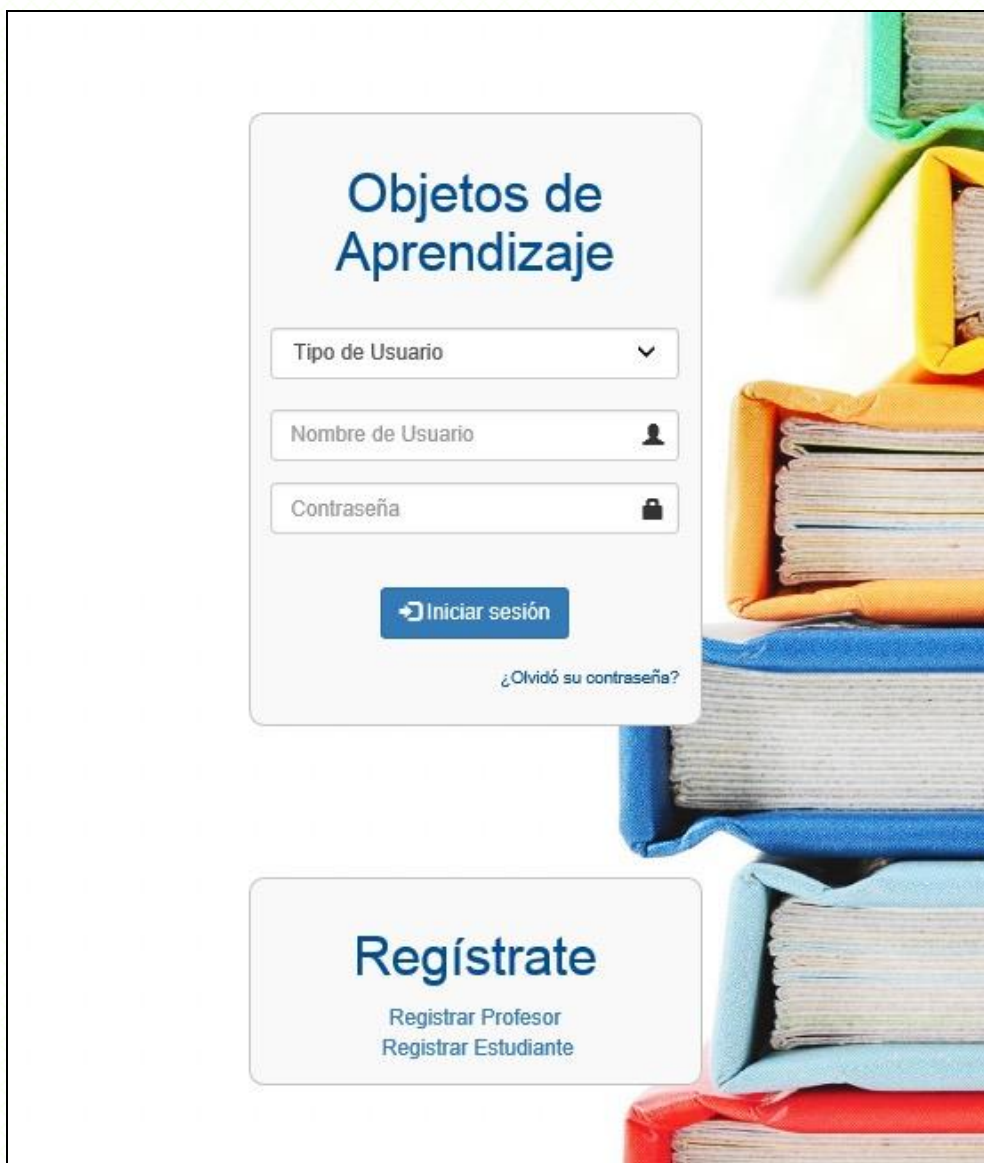 Objetos de
Aprendizaje
Tipo de Usuario
Nombre de Usuario
Contraseña
Iniciar sesión
¿Olvidó su contraseña?
Regístrate
Registrar Profesor
Registrar Estudiante